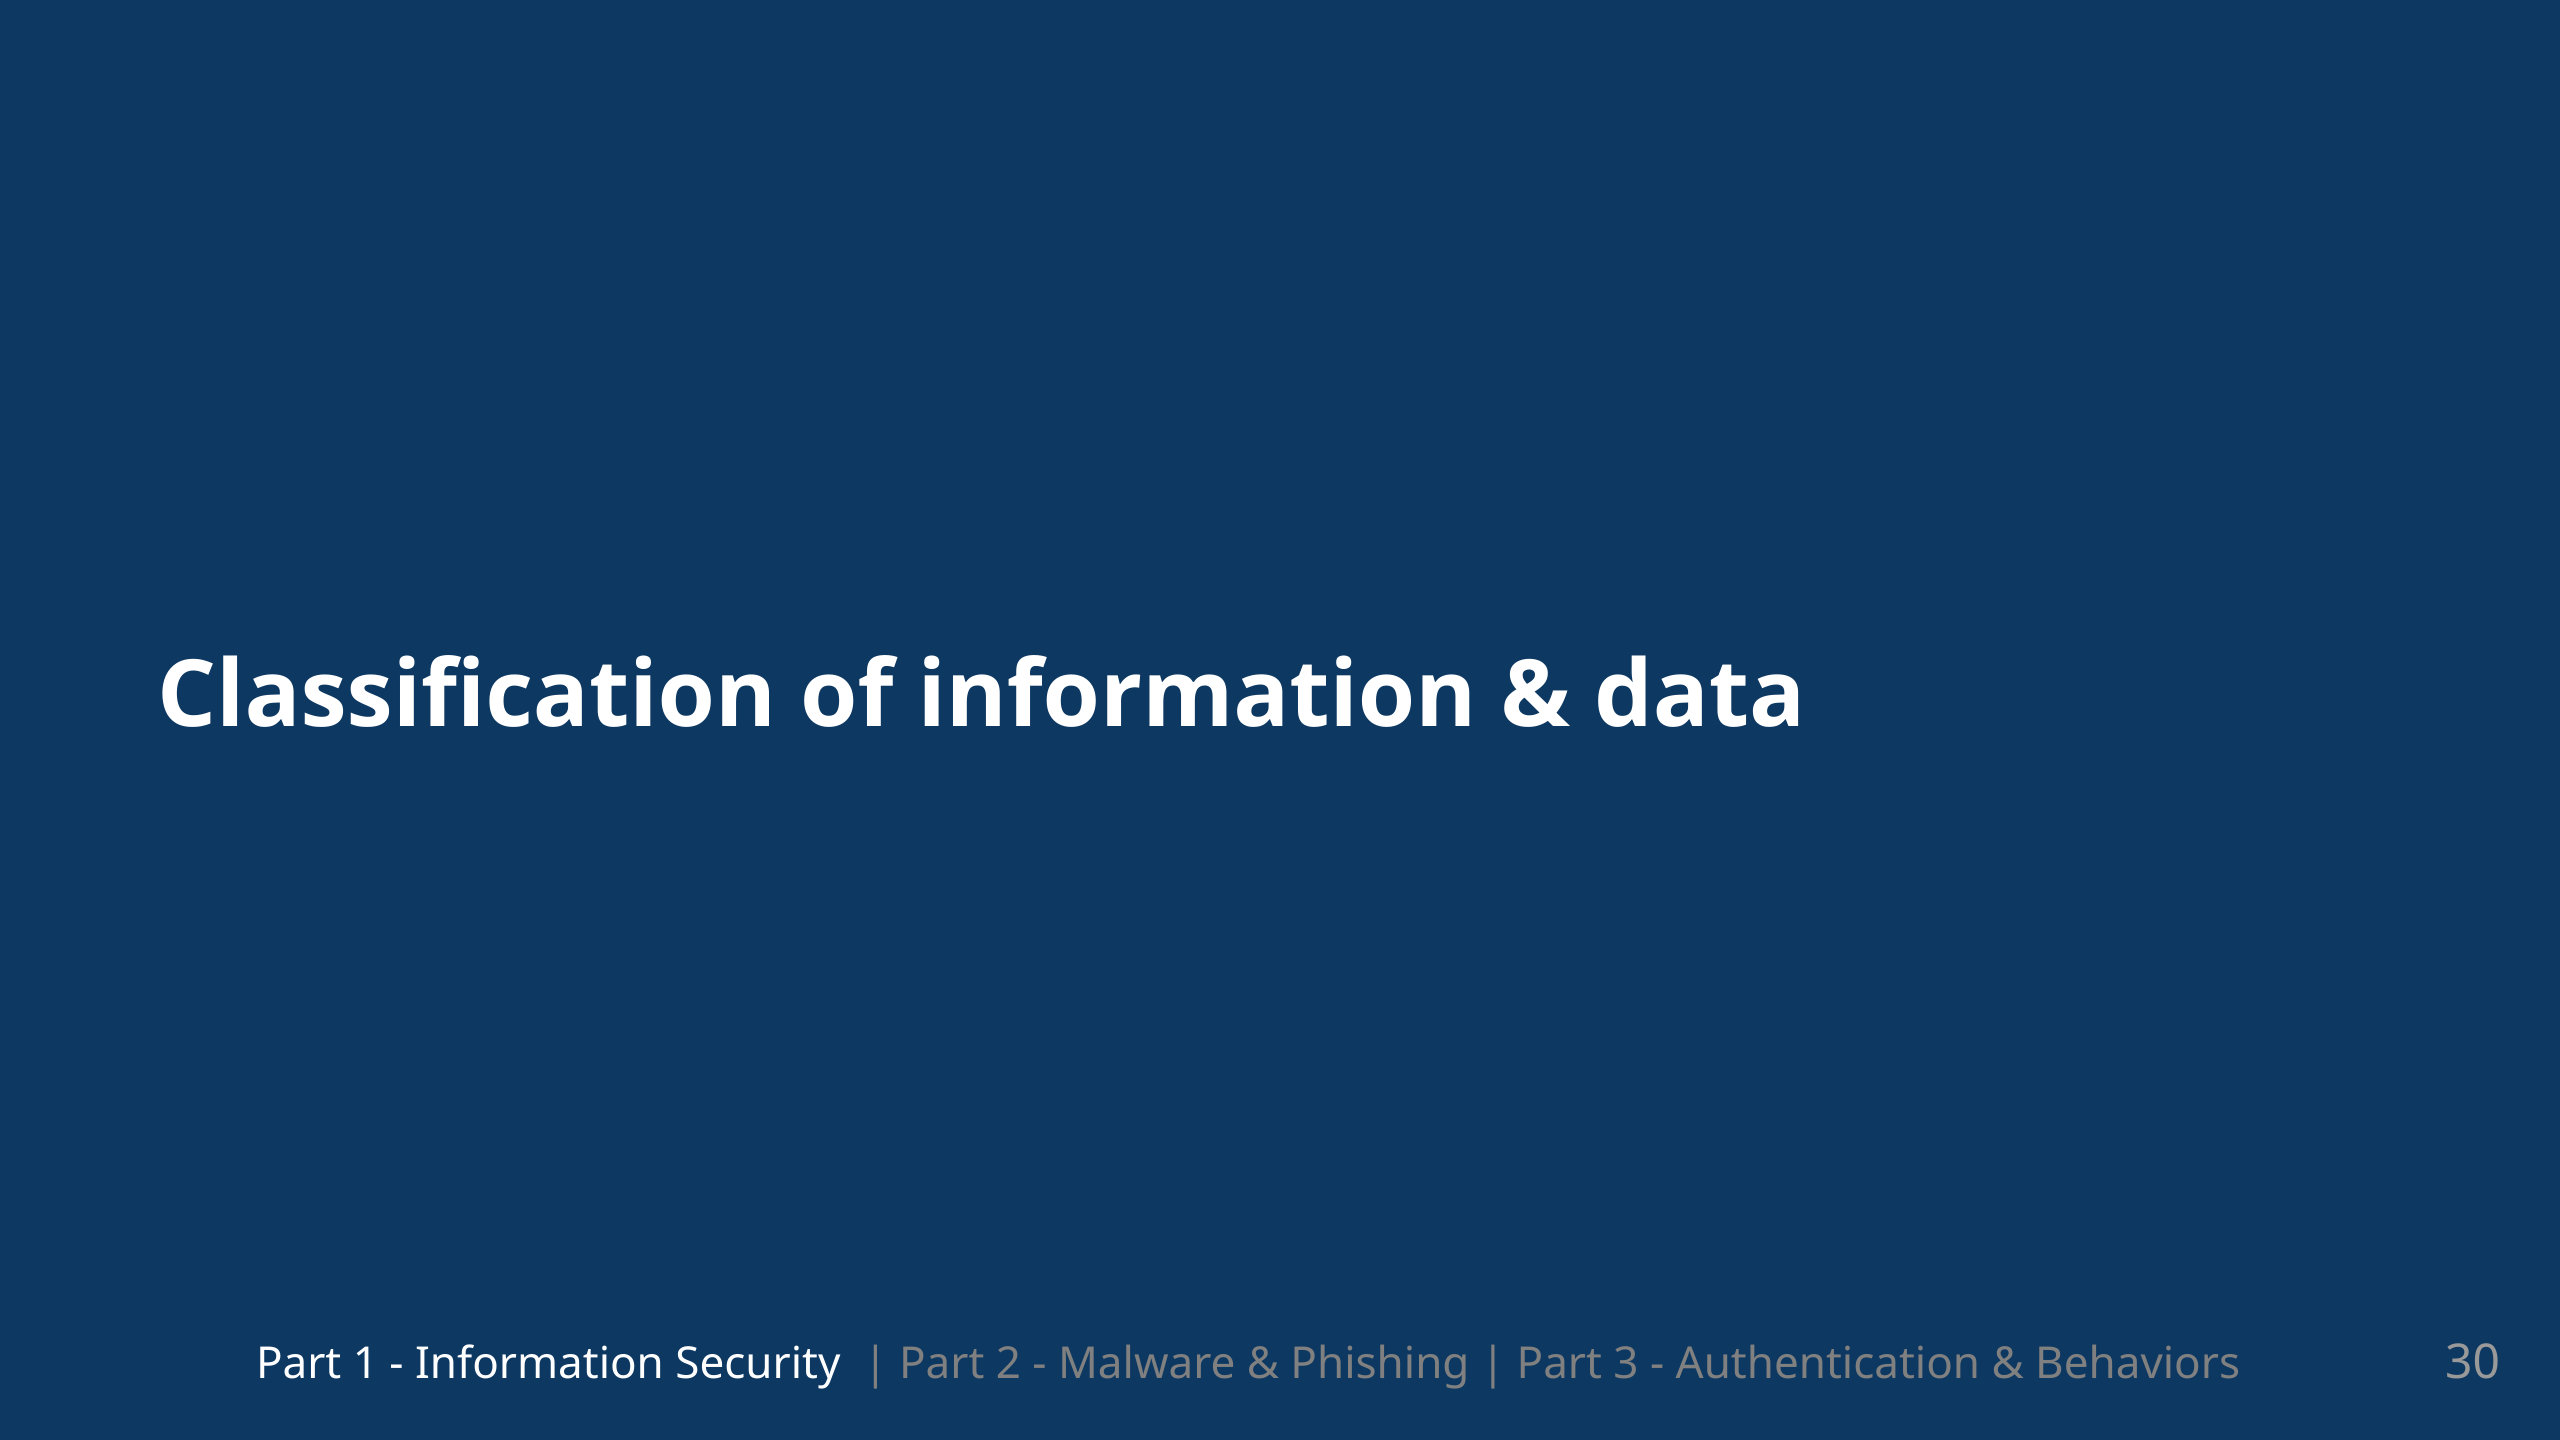 Classification of information & data
Part 1 - Information Security | Part 2 - Malware & Phishing | Part 3 - Authentication & Behaviors
30